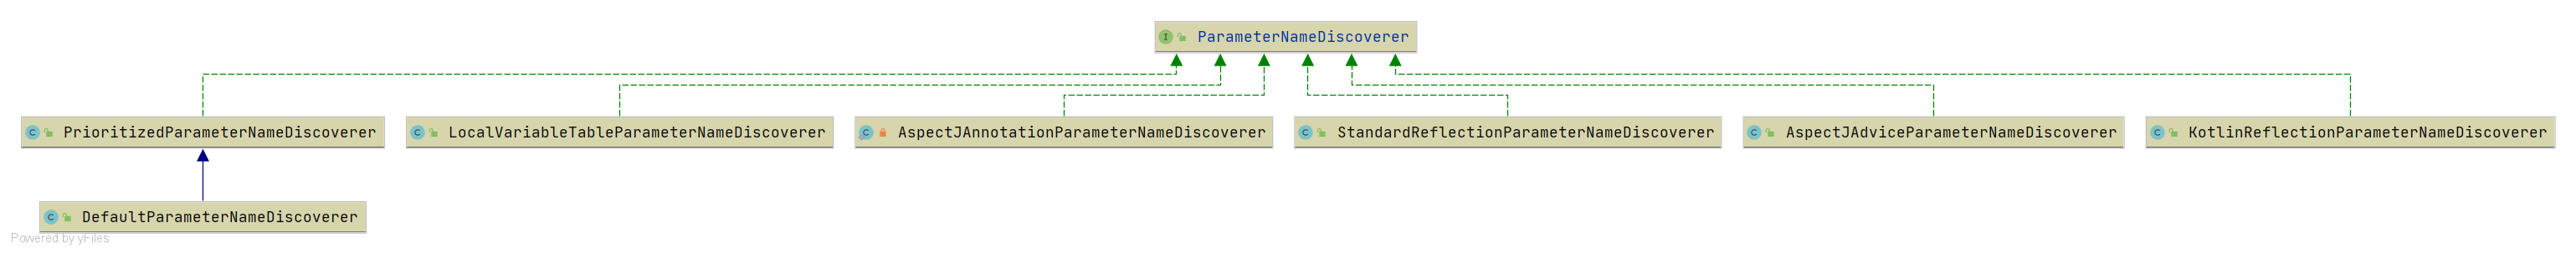 ParameterNameDiscoverer
PrioritizedParameterNameDiscoverer
LocalVariableTableParameterNameDiscoverer
AspectJAnnotationParameterNameDiscoverer
StandardReflectionParameterNameDiscoverer
AspectJAdviceParameterNameDiscoverer
KotlinReflectionParameterNameDiscoverer
DefaultParameterNameDiscoverer
Powered by yFiles